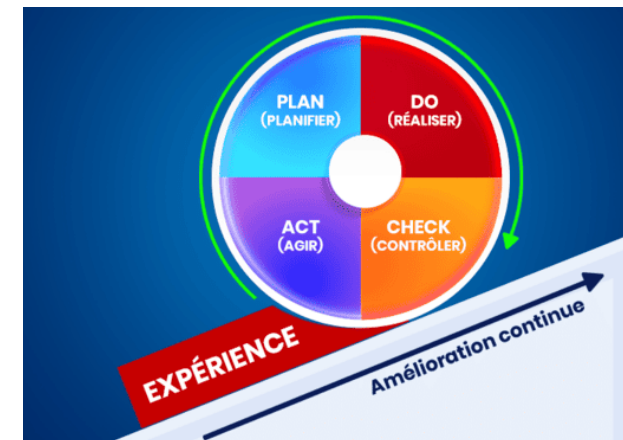 PLAN
(PLANIFIER)
DO
(RÉALISER)
ACT
(AGIR)
CHECK
(CONTRÔLER)
EXPÉRIENCE
Amélioration continue